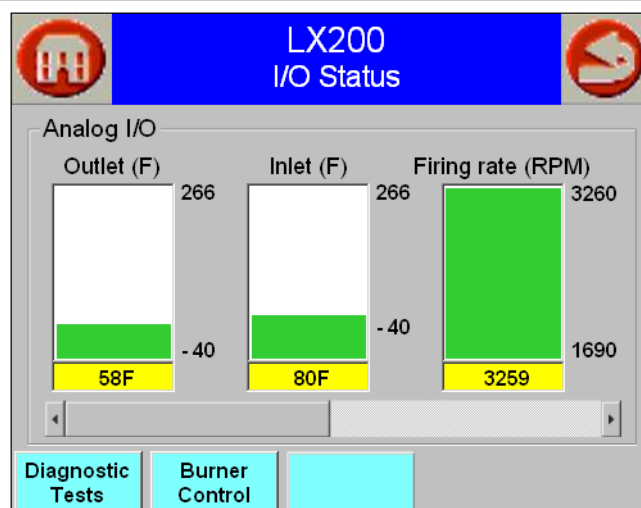 LX200
I/O Status
Analog I/O
Outlet (F)
Inlet (F)
Firing rate (RPM)
266
266
3260
- 40
- 40
1690
58F
80F
3259
Diagnostic
Tests
Burner
Control